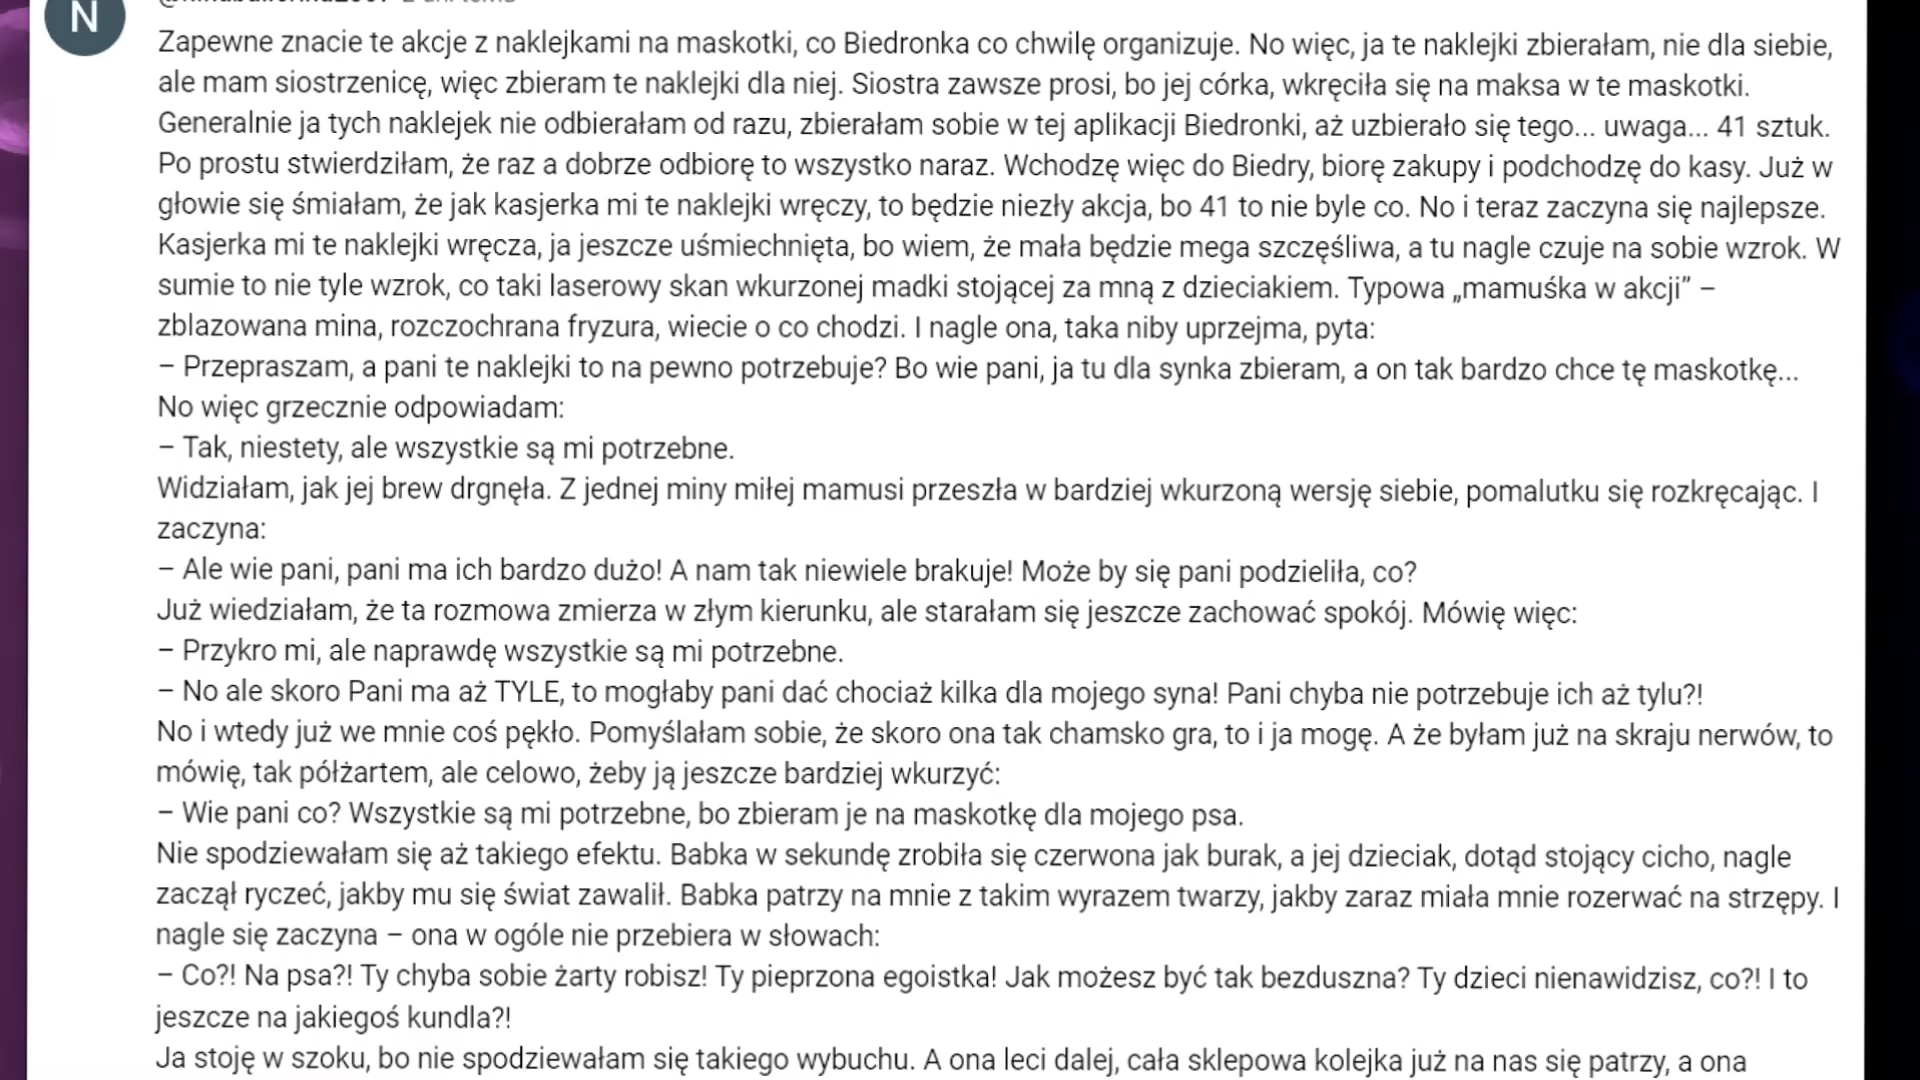 N
Zapewne znacie te akcje z naklejkami na maskotki, co Biedronka co chwilę organizuje. No więc, ja te naklejki zbierałam, nie dla siebie,
ale mam siostrzenicę, więc zbieram te naklejki dla niej. Siostra zawsze prosi, bo jej córka, wkręciła się na maksa w te maskotki.
Generalnie ja tych naklejek nie odbierałam od razu, zbierałam sobie w tej aplikacji Biedronki, aż uzbierało się tego... uwaga... 41 sztuk.
Po prostu stwierdziłam, że raz a dobrze odbiorę to wszystko naraz. Wchodzę więc do Biedry, biorę zakupy i podchodzę do kasy. Już w
głowie się śmiałam, że jak kasjerka mi te naklejki wręczy, to będzie niezły akcja, bo 41 to nie byle co. No i teraz zaczyna się najlepsze.
Kasjerka mi te naklejki wręcza, ja jeszcze uśmiechnięta, bo wiem, że mała będzie mega szczęśliwa, a tu nagle czuje na sobie wzrok. W
sumie to nie tyle wzrok, co taki laserowy skan wkurzonej madki stojącej za mną z dzieciakiem. Typowa „mamuśka w akcji” –
zblazowana mina, rozczochrana fryzura, wiecie o co chodzi. I nagle ona, taka niby uprzejma, pyta:
– Przepraszam, a pani te naklejki to na pewno potrzebuje? Bo wie pani, ja tu dla synka zbieram, a on tak bardzo chce tę maskotkę...
No więc grzecznie odpowiadam:
– Tak, niestety, ale wszystkie są mi potrzebne.
Widziałam, jak jej brew drgnęła. Z jednej miny miłej mamusi przeszła w bardziej wkurzoną wersję siebie, pomalutku się rozkręcając. I
zaczyna:
– Ale wie pani, pani ma ich bardzo dużo! A nam tak niewiele brakuje! Może by się pani podzieliła, co?
Już wiedziałam, że ta rozmowa zmierza w złym kierunku, ale starałam się jeszcze zachować spokój. Mówię więc:
– Przykro mi, ale naprawdę wszystkie są mi potrzebne.
– No ale skoro Pani ma aż TYLE, to mogłaby pani dać chociaż kilka dla mojego syna! Pani chyba nie potrzebuje ich aż tylu?!
No i wtedy już we mnie coś pękło. Pomyślałam sobie, że skoro ona tak chamsko gra, to i ja mogę. A że byłam już na skraju nerwów, to
mówię, tak półżartem, ale celowo, żeby ją jeszcze bardziej wkurzyć:
– Wie pani co? Wszystkie są mi potrzebne, bo zbieram je na maskotkę dla mojego psa.
Nie spodziewałam się aż takiego efektu. Babka w sekundę zrobiła się czerwona jak burak, a jej dzieciak, dotąd stojący cicho, nagle
zaczął ryczeć, jakby mu się świat zawalił. Babka patrzy na mnie z takim wyrazem twarzy, jakby zaraz miała mnie rozerwać na strzępy. I
nagle się zaczyna – ona w ogóle nie przebiera w słowach:
– Co?! Na psa?! Ty chyba sobie żarty robisz! Ty pieprzona egoistka! Jak możesz być tak bezduszna? Ty dzieci nienawidzisz, co?! I to
jeszcze na jakiegoś kundla?!
Ja stoję w szoku, bo nie spodziewałam się takiego wybuchu. A ona leci dalej, cała sklepowa kolejka już na nas się patrzy, a ona